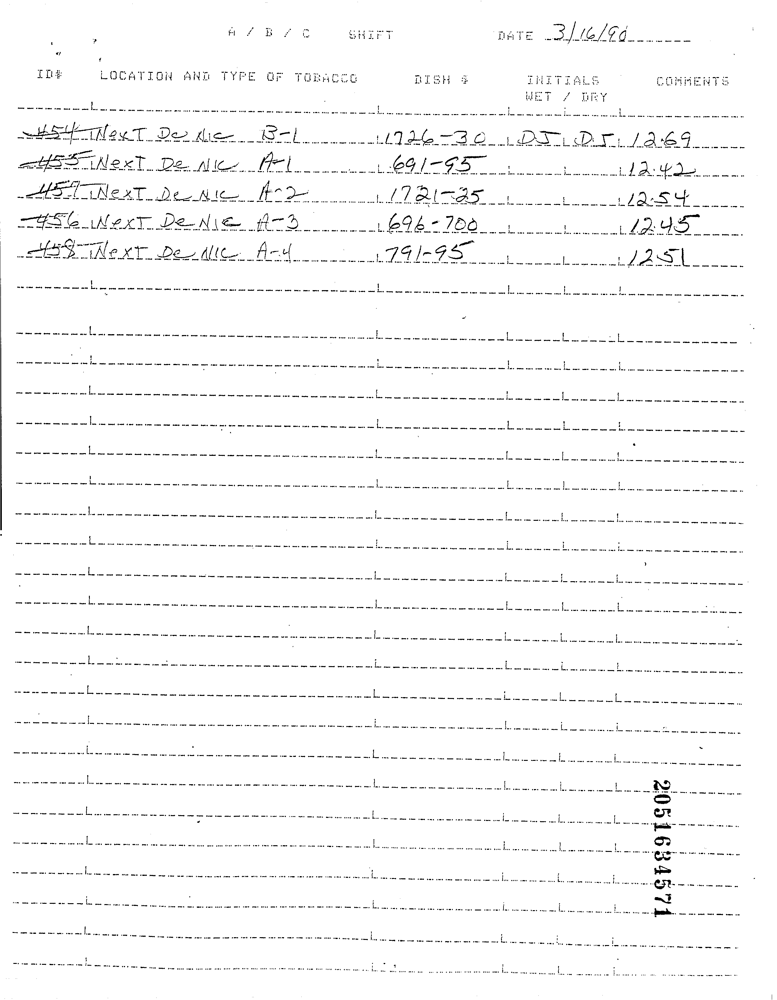 A / B / C SHIFT DATE 3/16/90
ID# LOCATION AND TYPE OF TOBACCO DISH # INITIALS COMMENTS
WET / DRY
454 Next De Nic B-1 1726-30 DJ DJ 12.69
455 Next De Nic A-1 691-95 12.42
457 Next De Nic A-2 1721-25 12.54
456 Next De Nic A-3 696-700 12.45
458 Next De Nic A-4 791-95 12.51
2051634571